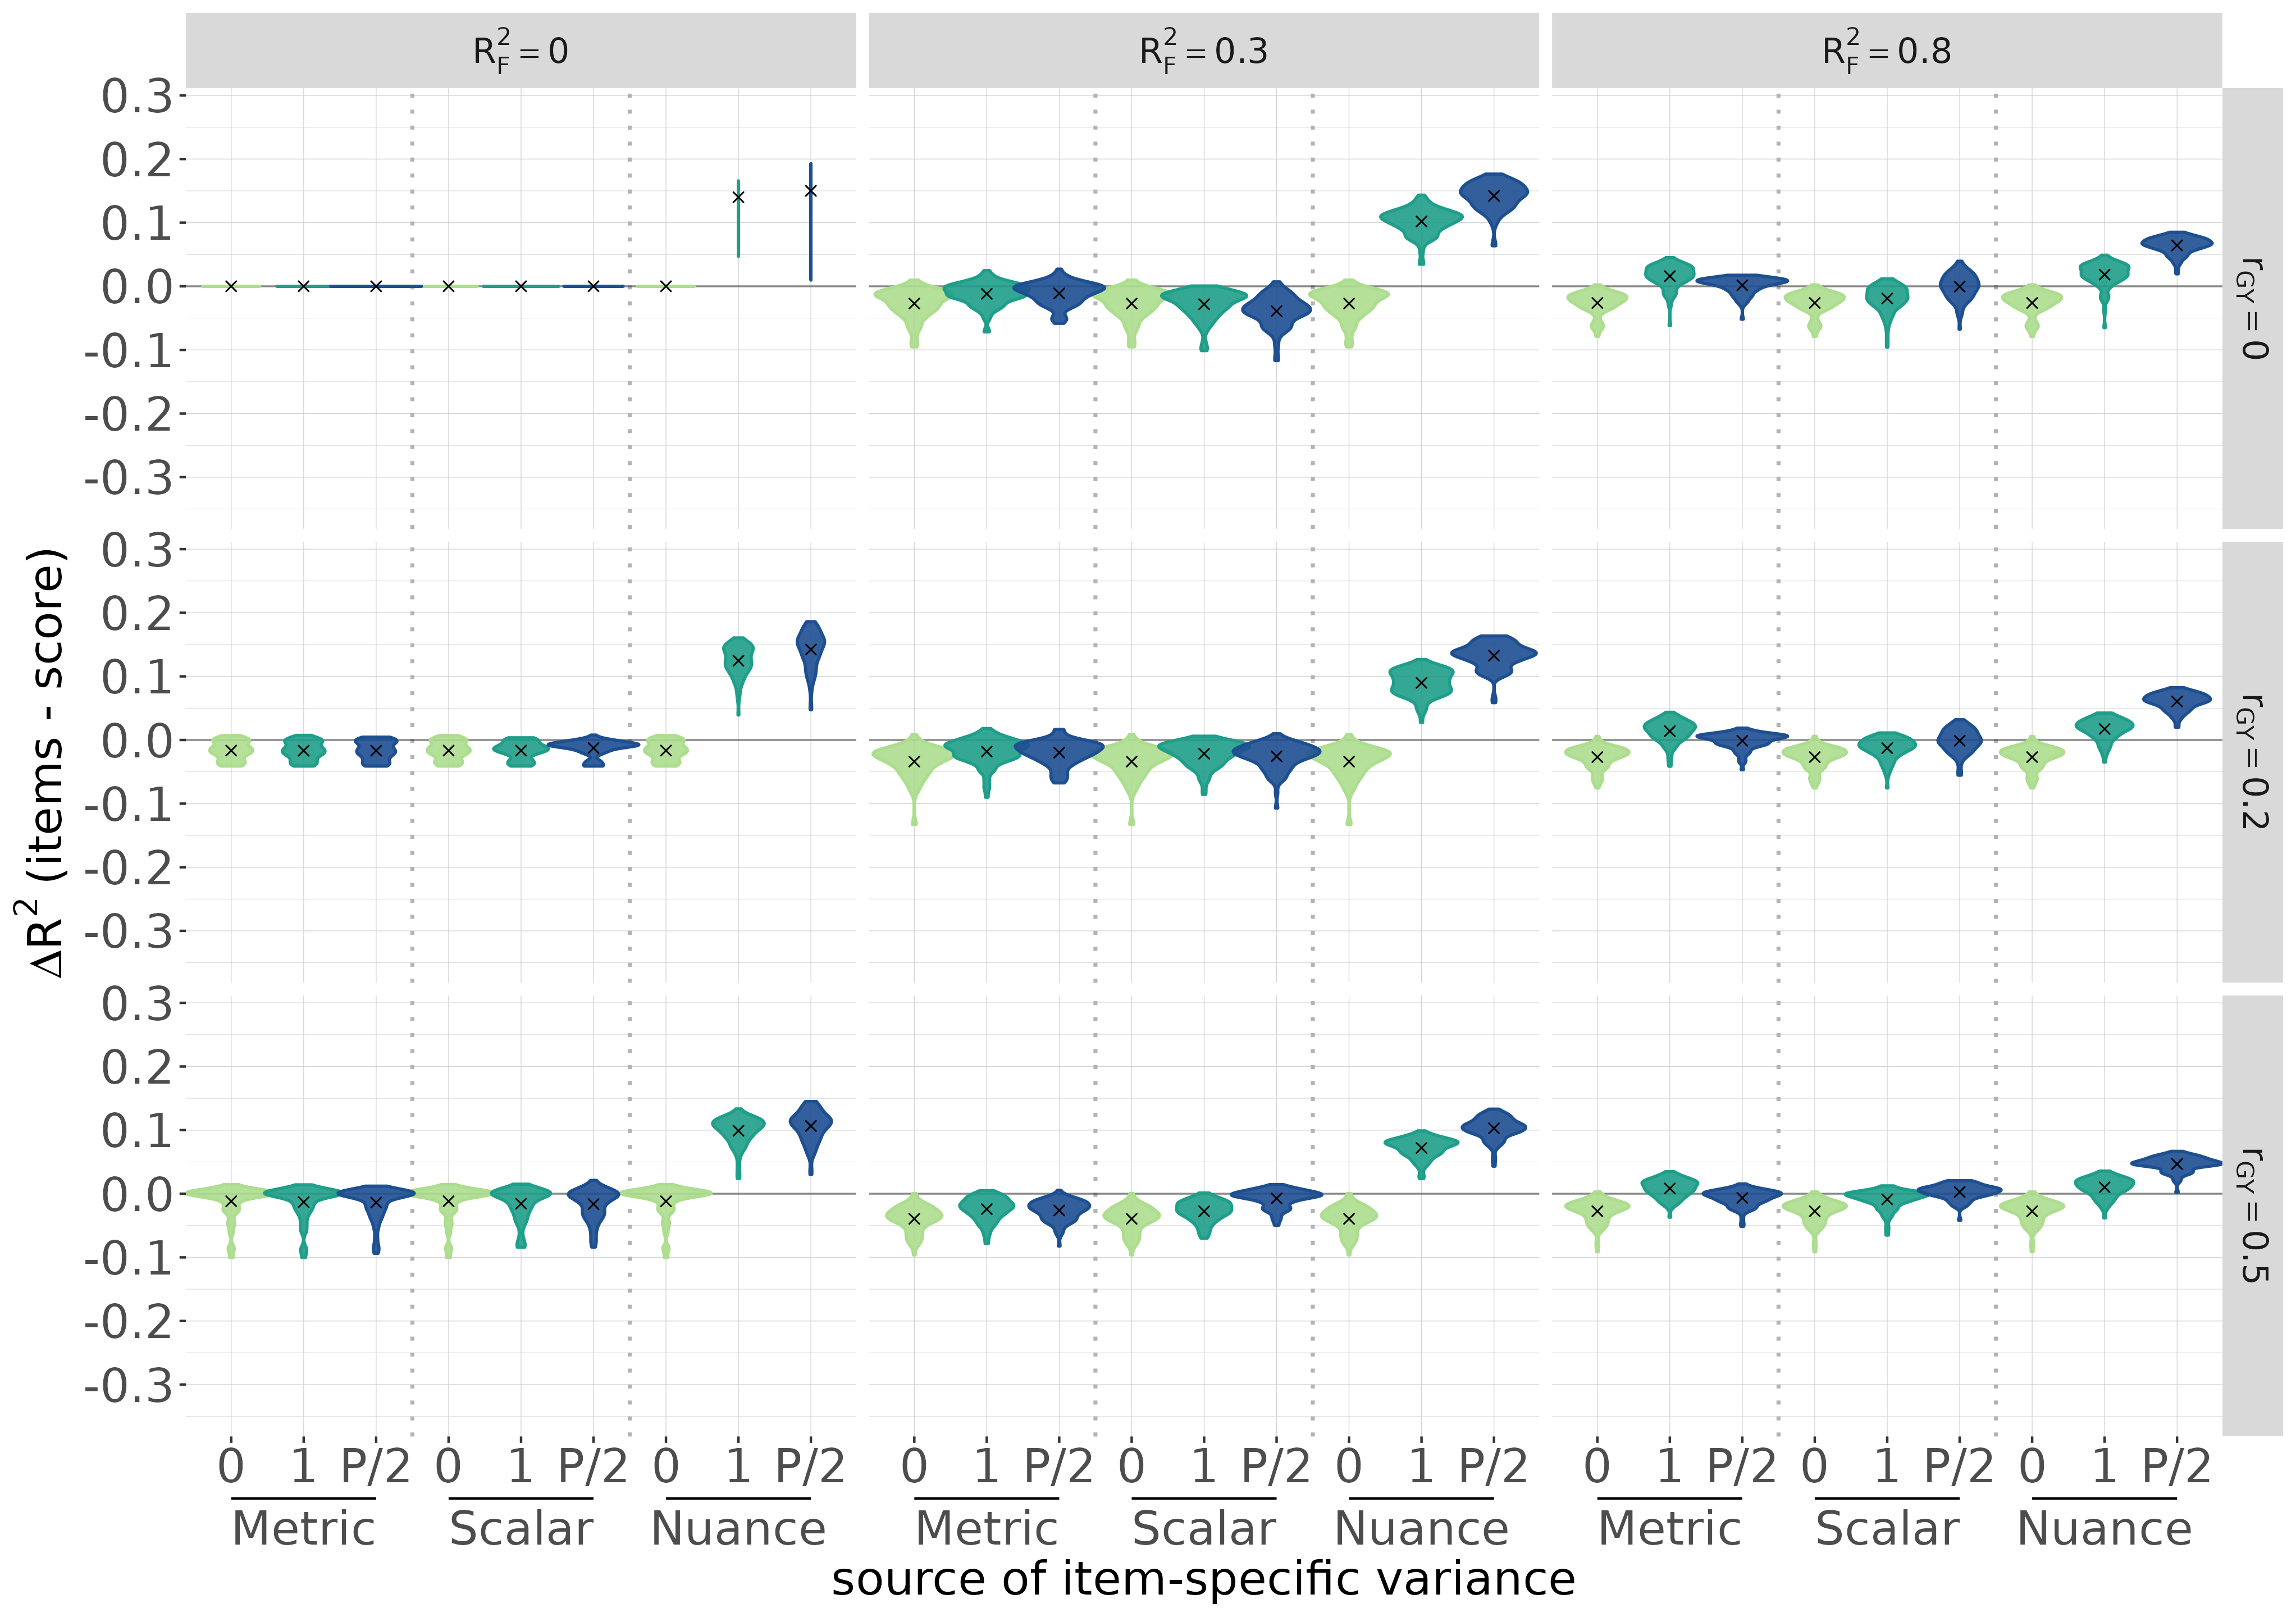 R²F = 0 R²F = 0.3 R²F = 0.8
0.3
0.2
0.1
0.0
-0.1
-0.2
-0.3
rGY = 0
0.3
0.2
0.1
0.0
-0.1
-0.2
-0.3
rGY = 0.2
0.3
0.2
0.1
0.0
-0.1
-0.2
-0.3
rGY = 0.5
ΔR² (items - score)
0 1 P/2 0 1 P/2 0 1 P/2 0 1 P/2 0 1 P/2 0 1 P/2 0 1 P/2 0 1 P/2 0 1 P/2
Metric Scalar Nuance Metric Scalar Nuance Metric Scalar Nuance
source of item-specific variance